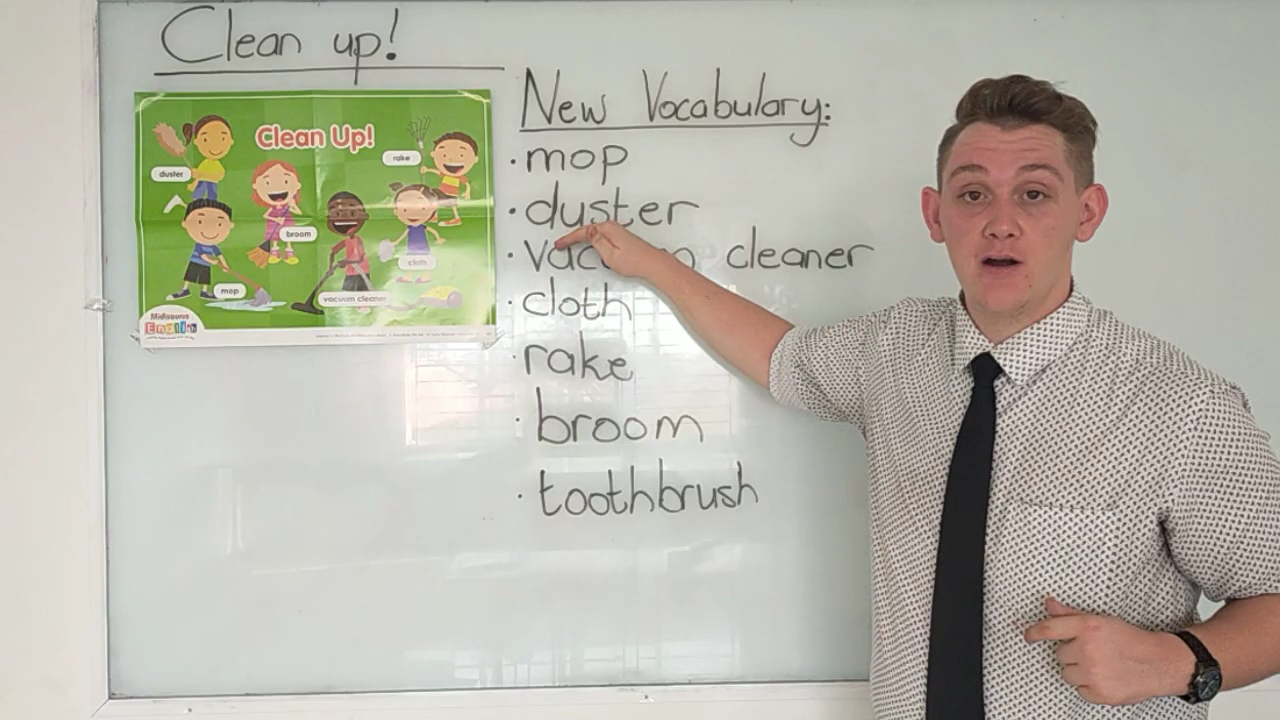 Clean up!
New Vocabulary:
· mop
· duster
· cleaner
· cloth
· rake
· broom
· toothbrush
Clean Up!
rake
duster
broom
cloth
mop
vacuum cleaner
English